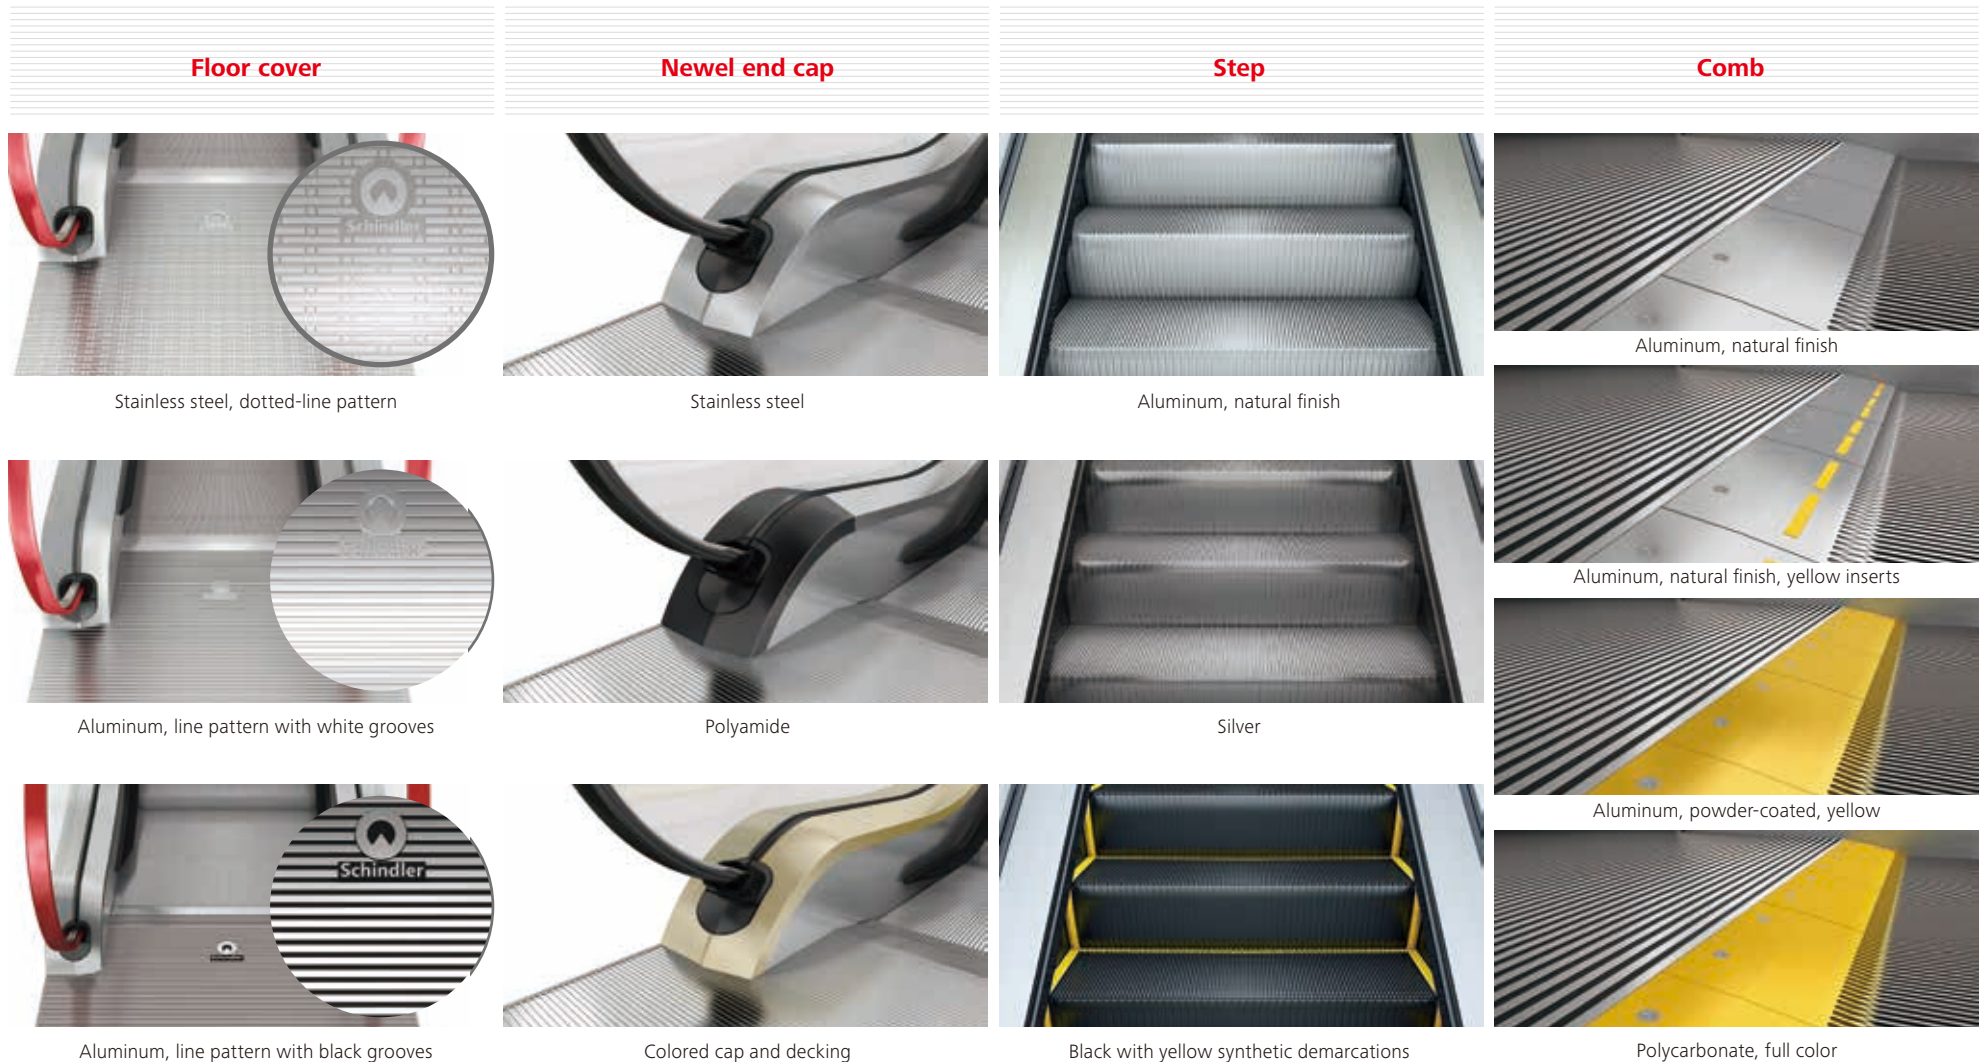 Floor cover
Newel end cap
Step
Comb
Schindler
Stainless steel, dotted-line pattern
Stainless steel
Aluminum, natural finish
Aluminum, natural finish
Schindler
Aluminum, line pattern with white grooves
Polyamide
Silver
Aluminum, natural finish, yellow inserts
Aluminum, powder-coated, yellow
Schindler
Aluminum, line pattern with black grooves
Colored cap and decking
Black with yellow synthetic demarcations
Polycarbonate, full color